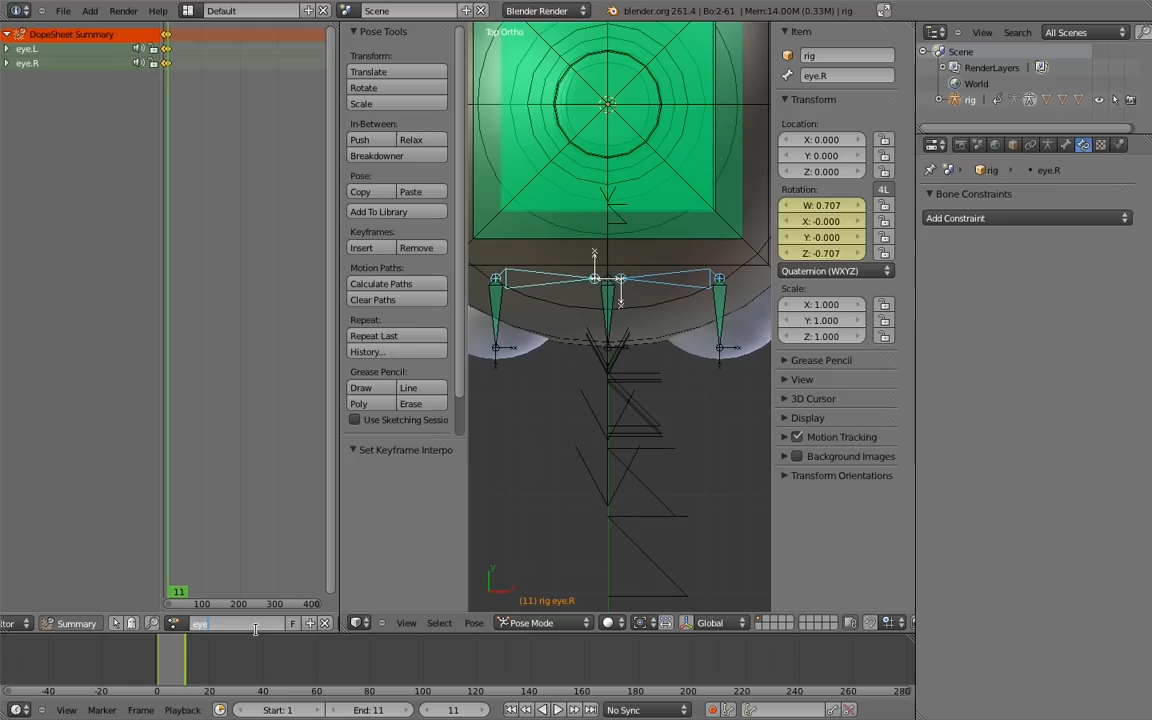 File Add Render Help Default Scene Blender Render blender.org 261.4 | Bo:2-61 | Mem:14.00M (0.33M) | rig
DopeSheet Summary
eye.L
eye.R
11
100 200 300 400
Summary eye F
Pose Tools
Transform:
Translate
Rotate
Scale
In-Between:
Push Relax
Breakdowner
Pose:
Copy Paste
Add To Library
Keyframes:
Insert Remove
Motion Paths:
Calculate Paths
Clear Paths
Repeat:
Repeat Last
History...
Grease Pencil:
Draw Line
Poly Erase
Use Sketching Sessio
Set Keyframe Interpo
Top Ortho
x
x
x
x
y
(11) rig eye.R
View Select Pose Pose Mode Global
Item
rig
eye.R
Transform
Location:
X: 0.000
Y: 0.000
Z: 0.000
Rotation: 4L
W: 0.707
X: -0.000
Y: -0.000
Z: -0.707
Quaternion (WXYZ)
Scale:
X: 1.000
Y: 1.000
Z: 1.000
Grease Pencil
View
3D Cursor
Display
Motion Tracking
Background Images
Transform Orientations
View Search All Scenes
Scene
RenderLayers
World
rig
rig eye.R
Bone Constraints
Add Constraint
-40 -20 0 20 40 60 80 100 120 140 160 180 200 220 240 260 280
View Marker Frame Playback Start: 1 End: 11 11 No Sync